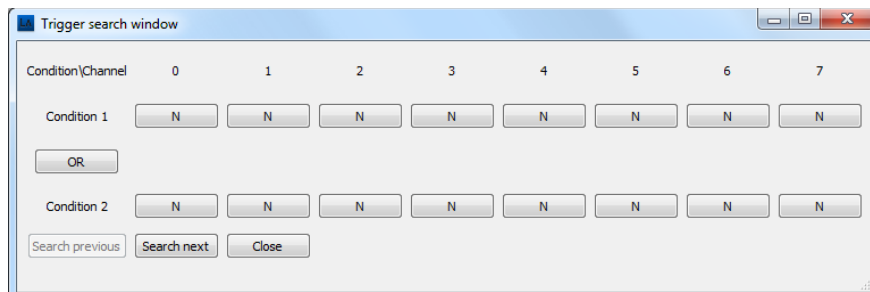 Trigger search window
Condition\Channel 0 1 2 3 4 5 6 7
Condition 1 N N N N N N N N
OR
Condition 2 N N N N N N N N
Search previous Search next Close